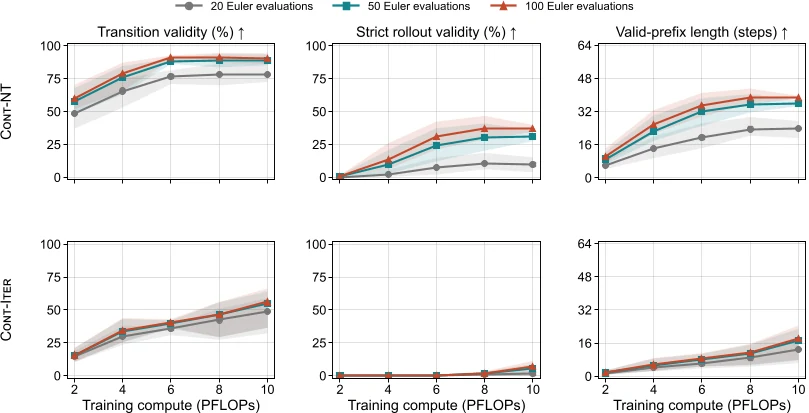 20 Euler evaluations 50 Euler evaluations 100 Euler evaluations
Transition validity (%) ↑ Strict rollout validity (%) ↑ Valid-prefix length (steps) ↑
CONT-NT
100 100 64
75 75 48
50 50 32
25 25 16
0 0 0
CONT-ITER
100 100 64
75 75 48
50 50 32
25 25 16
0 0 0
2 4 6 8 10 2 4 6 8 10 2 4 6 8 10
Training compute (PFLOPs) Training compute (PFLOPs) Training compute (PFLOPs)